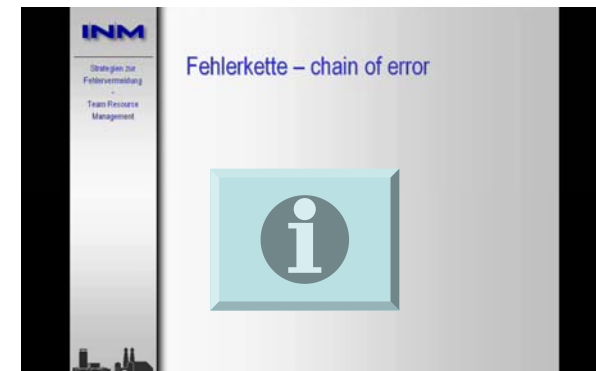 INM
Strategien zur
Fehlervermeidung
-
Team Resource
Management
Fehlerkette – chain of error